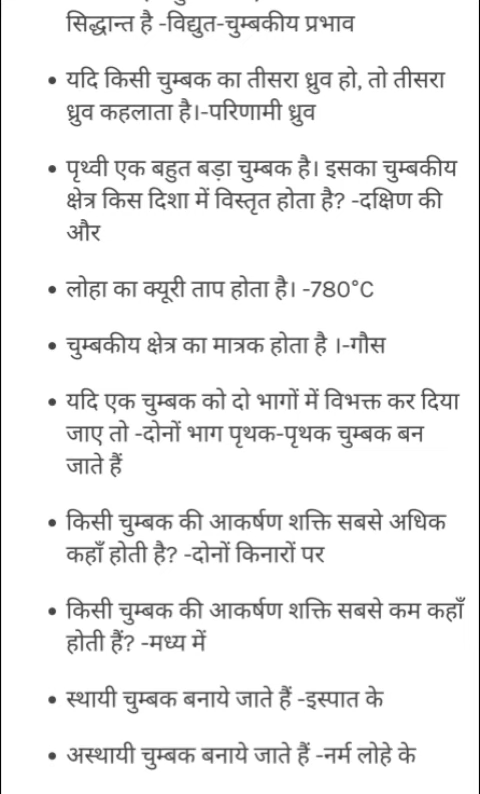 सिद्धान्त है -विद्युत-चुम्बकीय प्रभाव
• यदि किसी चुम्बक का तीसरा ध्रुव हो, तो तीसरा
ध्रुव कहलाता है।-परिणामी ध्रुव
• पृथ्वी एक बहुत बड़ा चुम्बक है। इसका चुम्बकीय
क्षेत्र किस दिशा में विस्तृत होता है? -दक्षिण की
और
• लोहा का क्यूरी ताप होता है। -780°C
• चुम्बकीय क्षेत्र का मात्रक होता है ।-गौस
• यदि एक चुम्बक को दो भागों में विभक्त कर दिया
जाए तो -दोनों भाग पृथक-पृथक चुम्बक बन
जाते हैं
• किसी चुम्बक की आकर्षण शक्ति सबसे अधिक
कहाँ होती है? -दोनों किनारों पर
• किसी चुम्बक की आकर्षण शक्ति सबसे कम कहाँ
होती हैं? -मध्य में
• स्थायी चुम्बक बनाये जाते हैं -इस्पात के
• अस्थायी चुम्बक बनाये जाते हैं -नर्म लोहे के